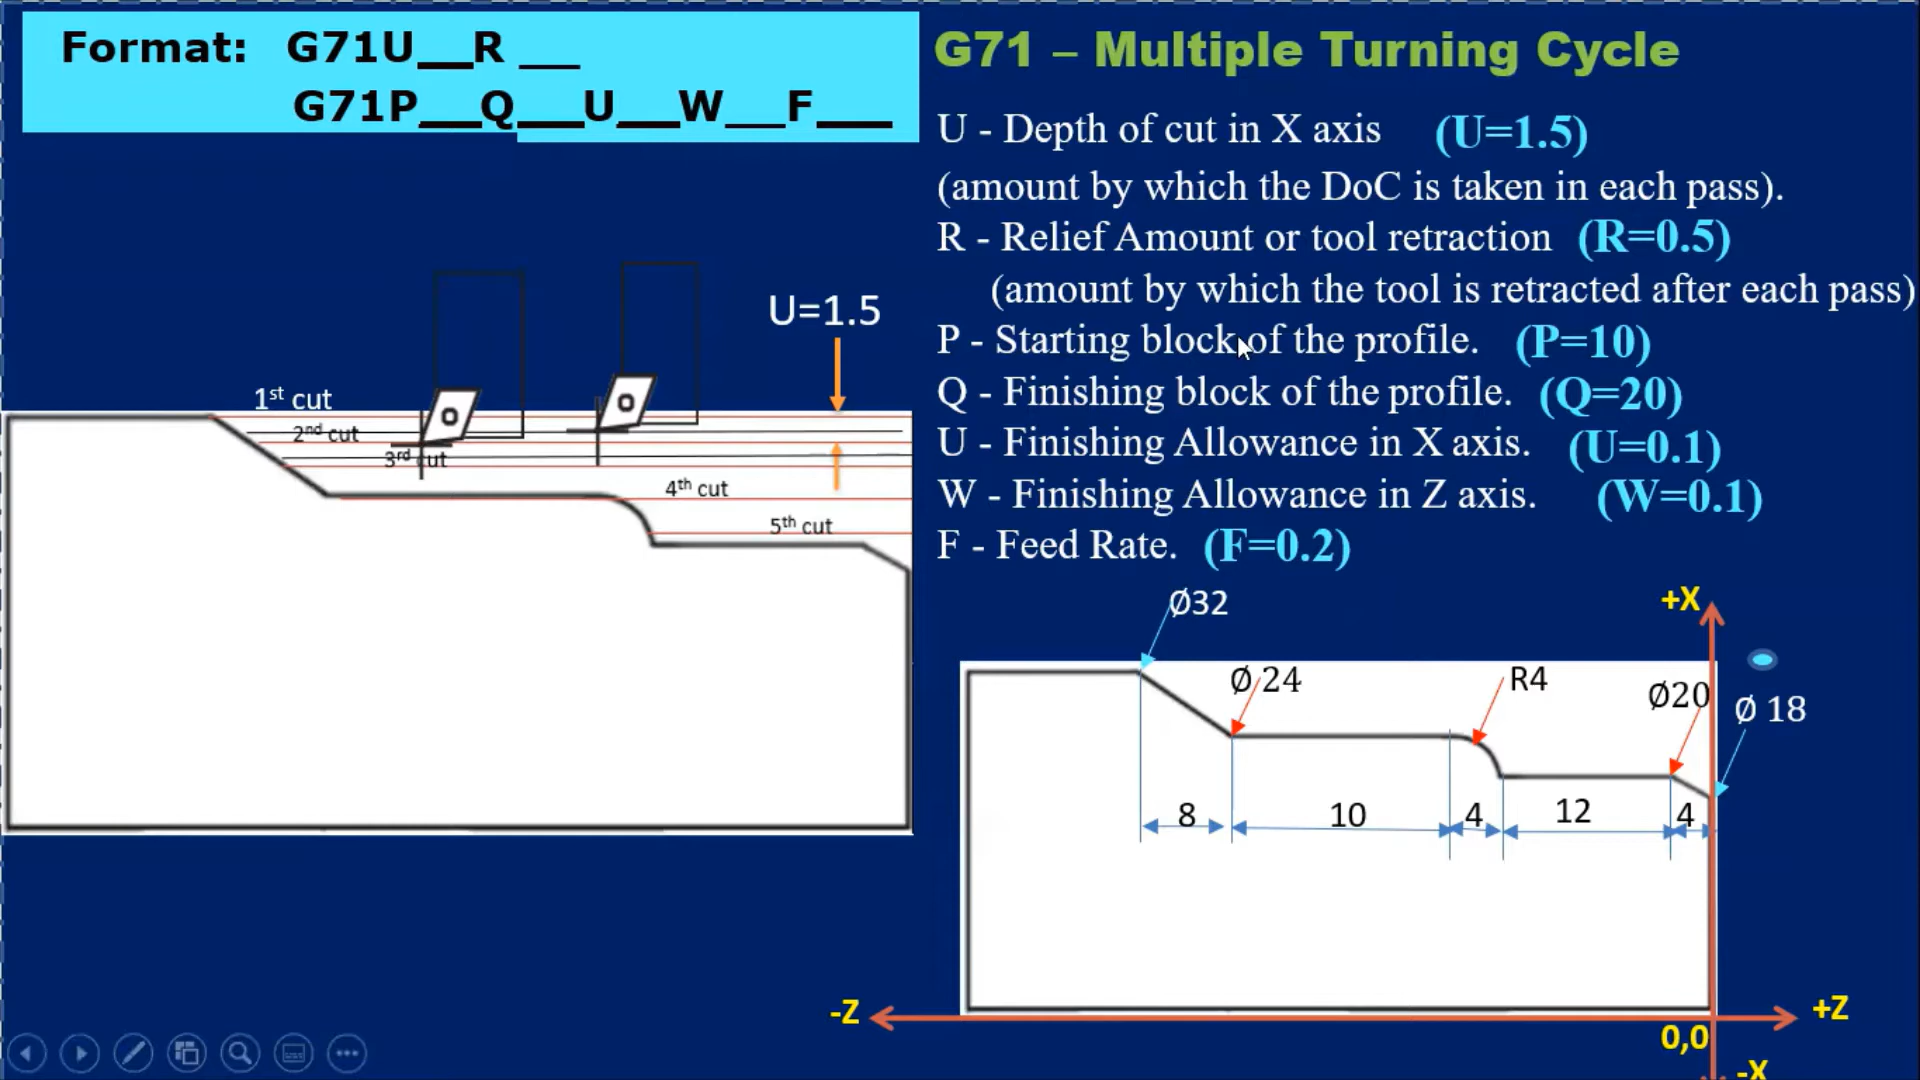 Format: G71U__R __
G71P__Q__U__W__F__
G71 – Multiple Turning Cycle
U - Depth of cut in X axis (U=1.5)
(amount by which the DoC is taken in each pass).
R - Relief Amount or tool retraction (R=0.5)
(amount by which the tool is retracted after each pass)
P - Starting block of the profile. (P=10)
Q - Finishing block of the profile. (Q=20)
U - Finishing Allowance in X axis. (U=0.1)
W - Finishing Allowance in Z axis. (W=0.1)
F - Feed Rate. (F=0.2)
U=1.5
1st cut
2nd cut
3rd cut
4th cut
5th cut
Ø32
+X
Ø 24
R4
Ø20
Ø 18
8
10
4
12
4
-Z
+Z
0,0
-X